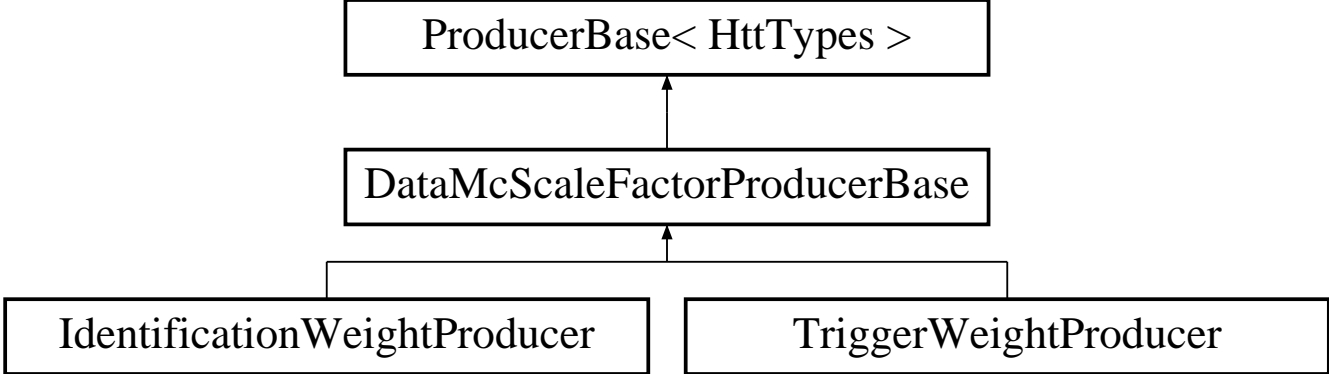 ProducerBase< HttTypes >
DataMcScaleFactorProducerBase
IdentificationWeightProducer
TriggerWeightProducer